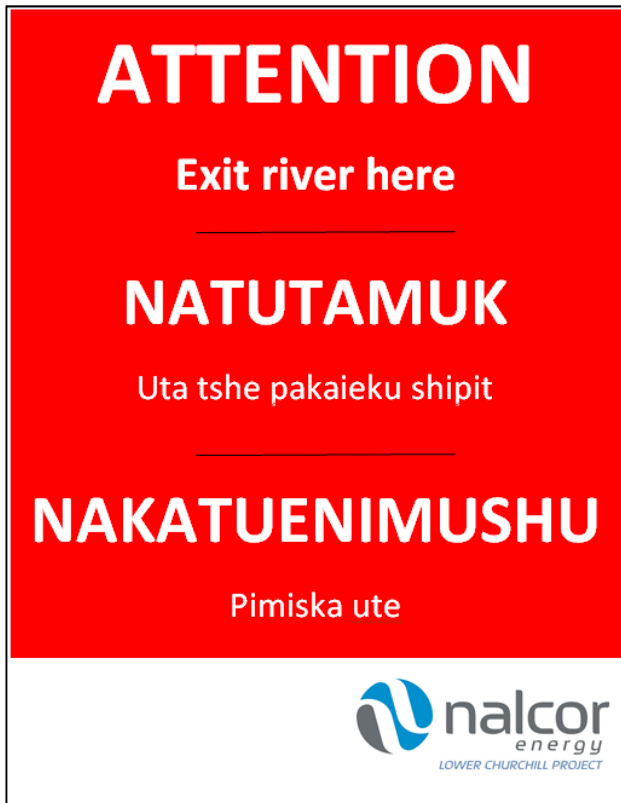 ATTENTION
Exit river here
NATUTAMUK
Uta tshe pakaieku shipit
NAKATUENIMUSHU
Pimiska ute
nalcor
energy
LOWER CHURCHILL PROJECT